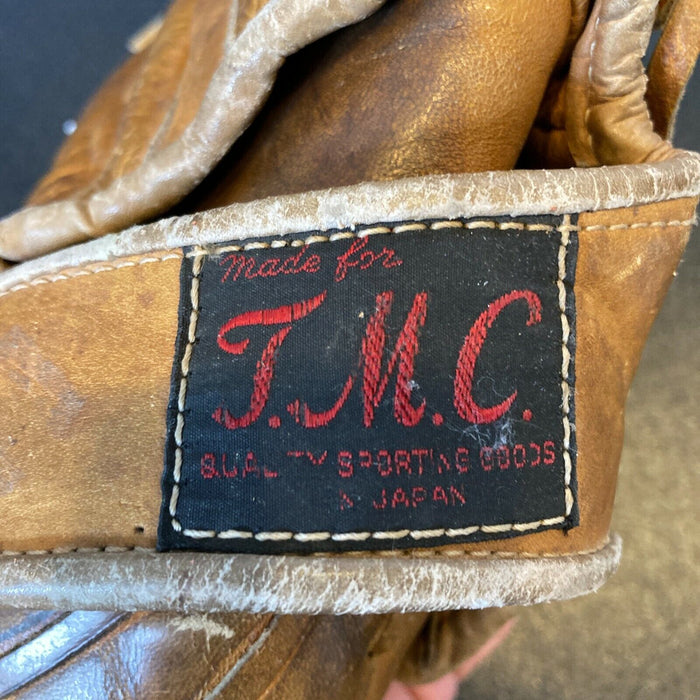 Made for
T.M.C.
QUALITY SPORTING GOODS
JAPAN